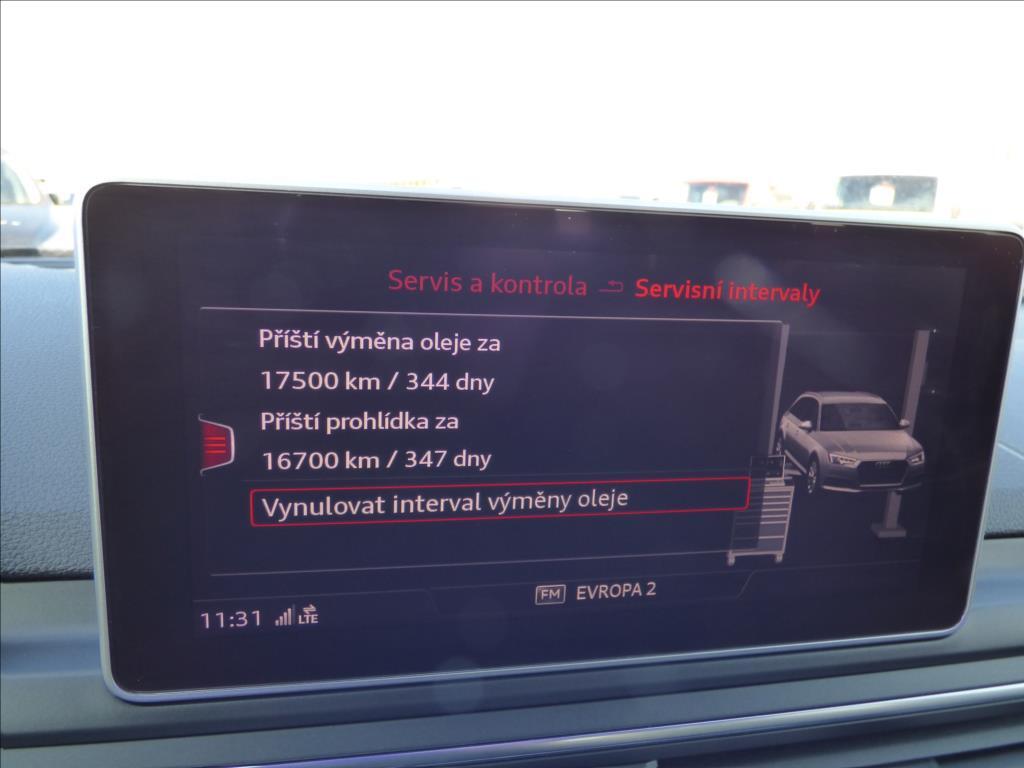 Servis a kontrola Servisní intervaly
Příští výměna oleje za
17500 km / 344 dny
Příští prohlídka za
16700 km / 347 dny
Vynulovat interval výměny oleje
FM EVROPA 2
11:31 LTE